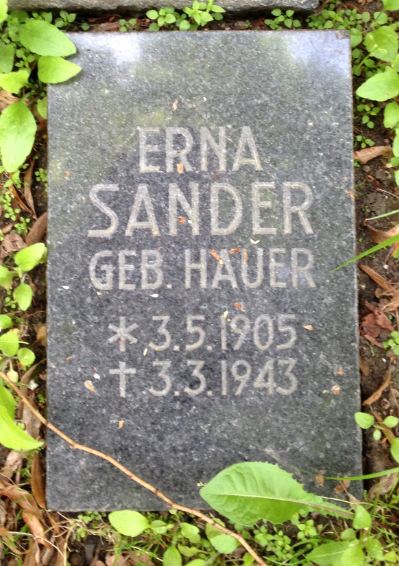 ERNA
SANDER
GEB. HAUER
* 3.5.1905
† 3.3.1943